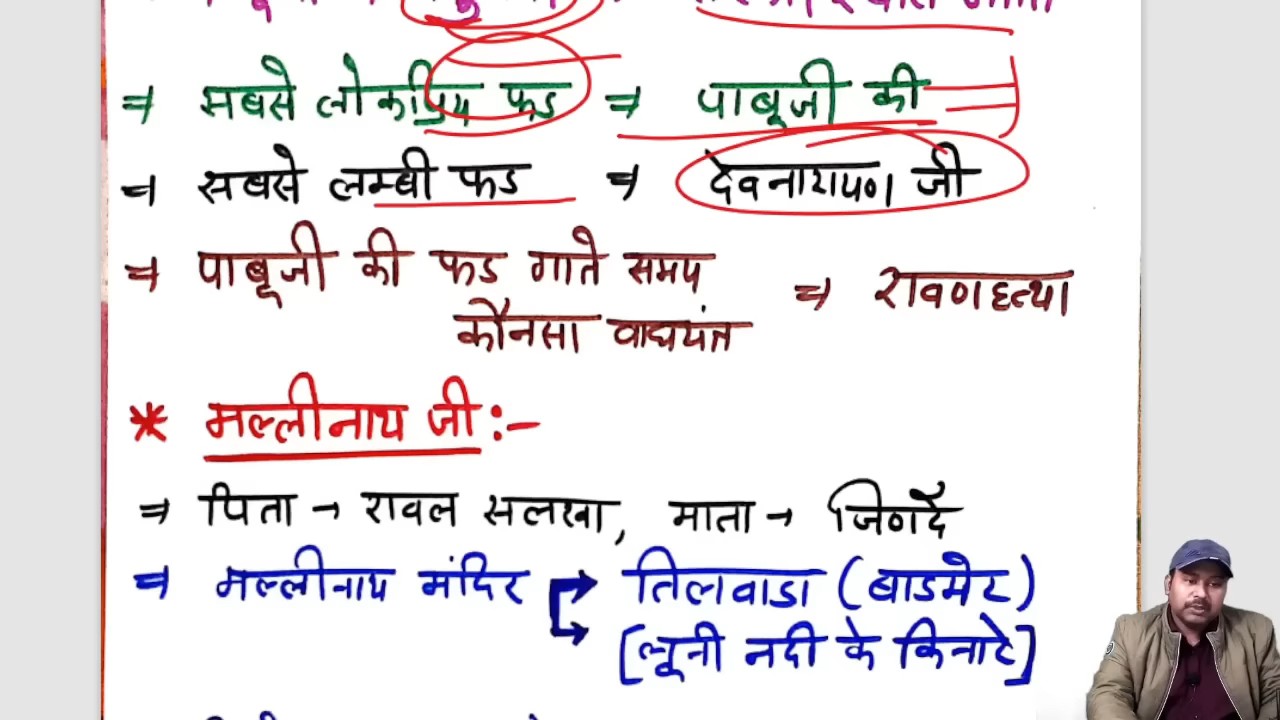 ⇒ सबसे लोकप्रिय फड ⇒ पाबूजी की
⇒ सबसे लम्बी फड ⇒ देवनारायण जी
⇒ पाबूजी की फड गाते समय
कौनसा वाद्ययंत्र ⇒ रावणहत्था
* मल्लीनाथ जी :-
⇒ पिता → रावल सलखा, माता → जिणदे
⇒ मल्लीनाथ मंदिर → तिलवाडा (बाडमेर)
→ [लूनी नदी के किनारे]